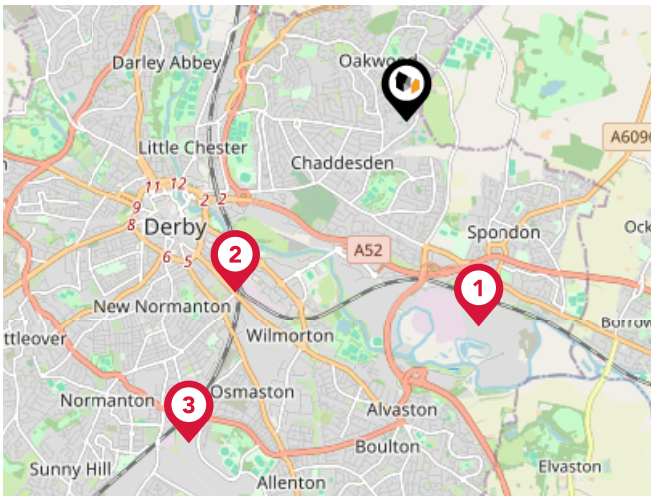 Darley Abbey
Oakwo
A6096
Little Chester
Chaddesden
11 12
2 2
9
8
Derby
Spondon
Ock
6 5
A52
2
1
New Normanton
Wilmorton
Borrow
ttleover
Normanton
3
Osmaston
Alvaston
Boulton
Sunny Hill
Allenton
Elvaston